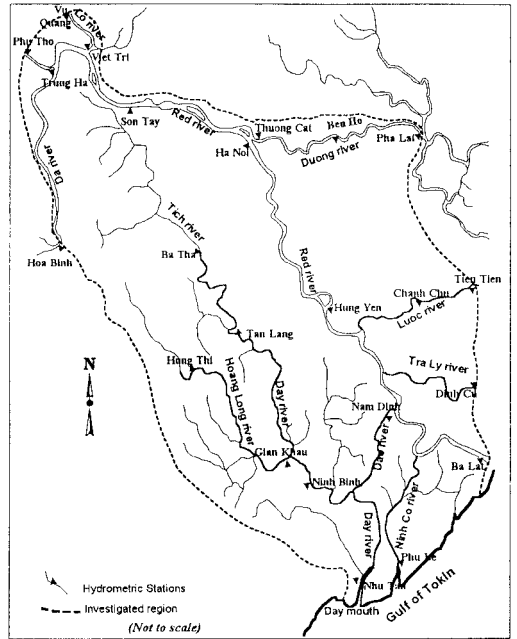 Vu
Quang
Co river
Phu Tho
Viet Tri
Trung Ha
Son Tay
Red river
Thuong Cat
Ben Ho
Ha Noi
Duong river
Pha Lai
Da river
Tich river
Ba Tha
Hoa Binh
Red river
Tien Tien
Chanh Chu
Luoc river
Hung Yen
Tan Lang
Hung Thi
Tra Ly river
Dinh Cu
N
Hoang Long river
Day river
Nam Dinh
Dao river
Gian Khau
Ba Lat
Ninh Binh
Day river
Ninh Co river
Phu Le
Nhu Tan
Gulf of Tokin
Day mouth
Hydrometric Stations
Investigated region
(Not to scale)